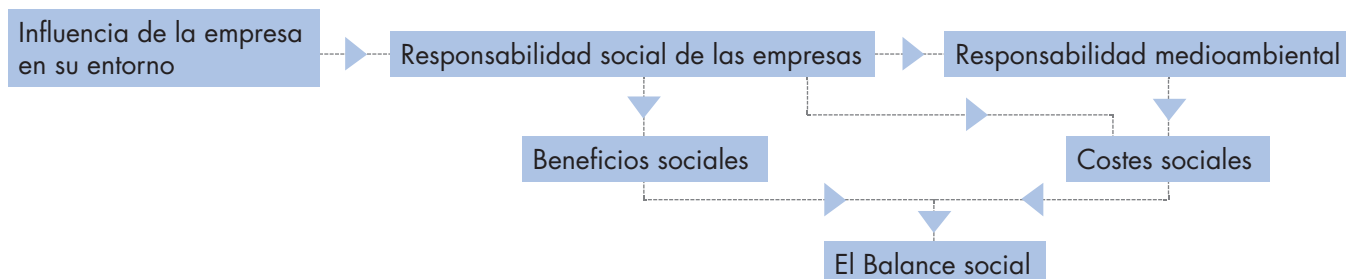 Influencia de la empresa
en su entorno
Responsabilidad social de las empresas
Responsabilidad medioambiental
Beneficios sociales
Costes sociales
El Balance social